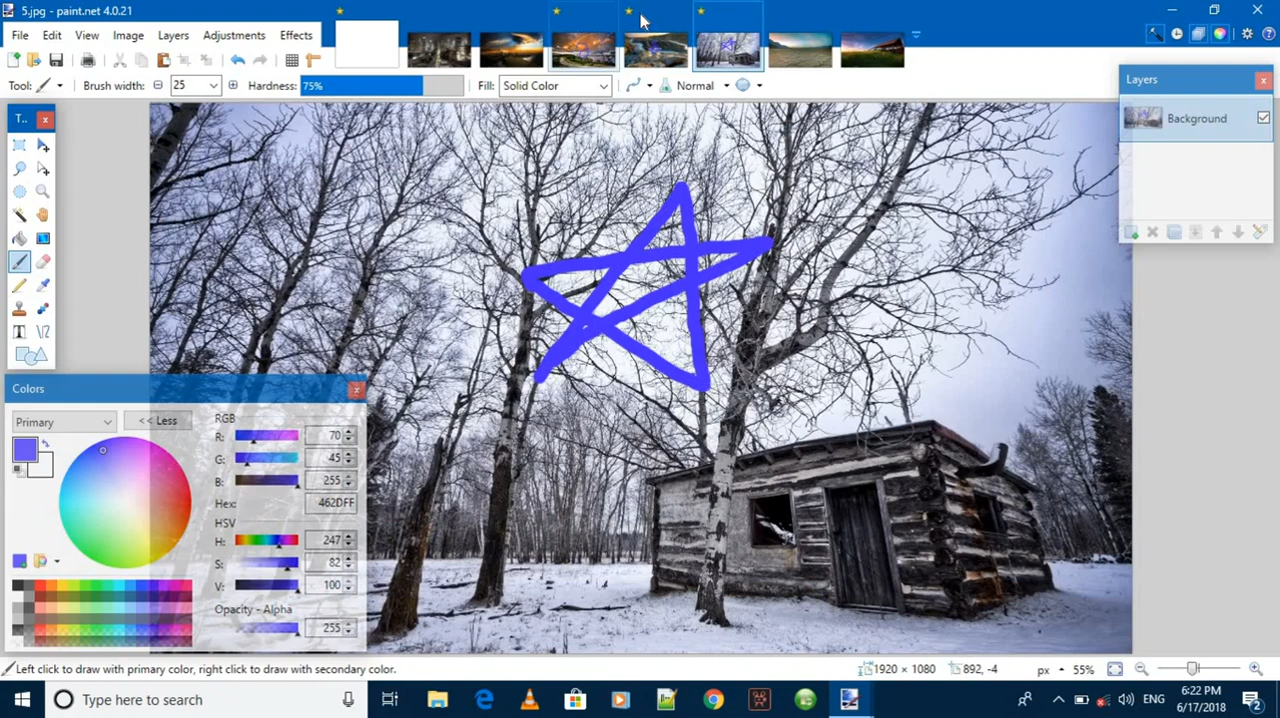 5.jpg - paint.net 4.0.21
File Edit View Image Layers Adjustments Effects
Tool: Brush width: 25 Hardness: 75% Fill: Solid Color Normal
T...
Layers
Background
Colors
Primary
<< Less
RGB
R: 70
G: 45
B: 255
Hex: 462DFF
HSV
H: 247
S: 82
V: 100
Opacity - Alpha
255
Left click to draw with primary color, right click to draw with secondary color.
1920 × 1080
892, -4
px
55%
Type here to search
ENG
6:22 PM
6/17/2018
2